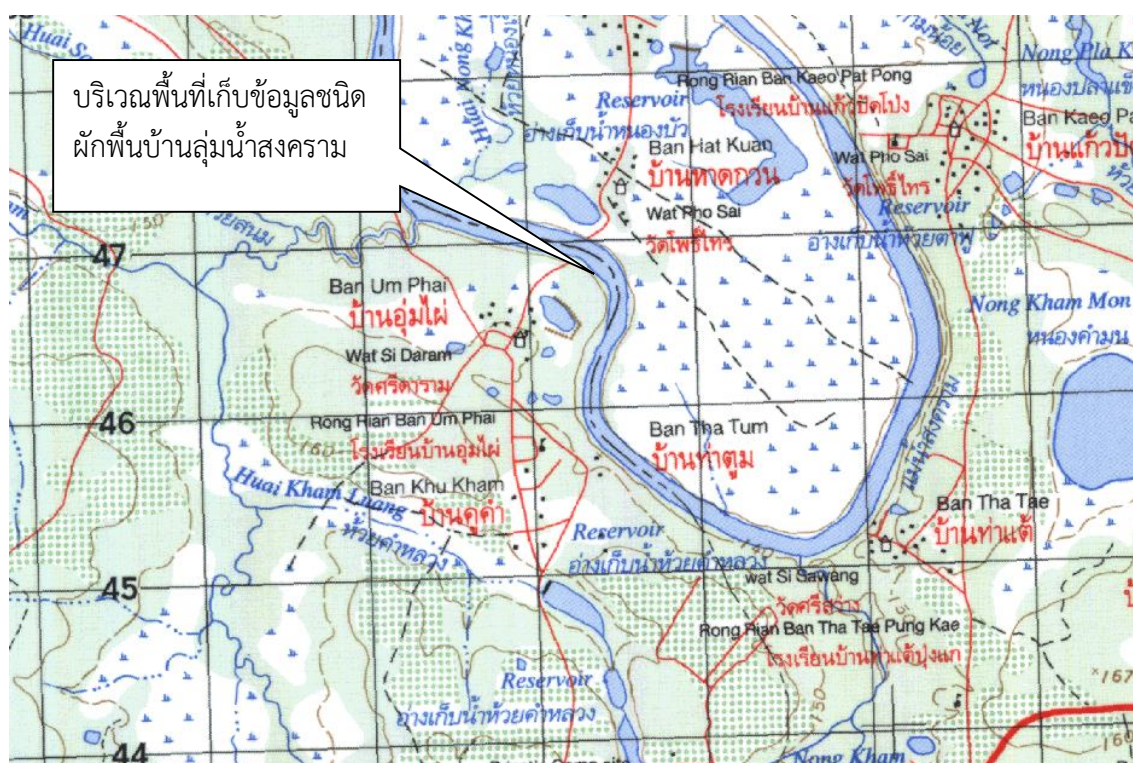 บริเวณพื้นที่เก็บข้อมูลชนิด
ผักพื้นบ้านลุ่มน้ำสงคราม
Rong Rian Ban Kaeo Pat Pong
โรงเรียนบ้านแก้วปัดโป่ง
Reservoir
อ่างเก็บน้ำหนองบัว
Ban Hat Kuan
บ้านหาดกวน
Wat Pho Sai
วัดโพธิ์ไทร
Wat Pho Sai
วัดโพธิ์ไทร
Nong Pla
Ban Kaeo
บ้านแก้วปัด
Reservoir
อ่างเก็บน้ำห้วยตาฟู
150
47
Ban Um Phai
บ้านอุ่มไผ่
Wat Si Daram
วัดศรีดาราม
Rong Rian Ban Um Phai
โรงเรียนบ้านอุ่มไผ่
Nong Kham Mon
หนองคำมน
แม่น้ำสงคราม
46
160
Ban Tha Tum
บ้านท่าตูม
Huai Kham Luang
ห้วยคำหลวง
Ban Khu Kham
บ้านคูคำ
Reservoir
อ่างเก็บน้ำห้วยคำหลวง
140
Ban Tha Tae
บ้านท่าแต้
45
wat Si Sawang
วัดศรีสว่าง
150
Rong Rian Ban Tha Tae Pung Kae
โรงเรียนบ้านท่าแต้ปุ่งแก
Reservoir
อ่างเก็บน้ำห้วยคำหลวง
150
167
44
Nong Kham
160